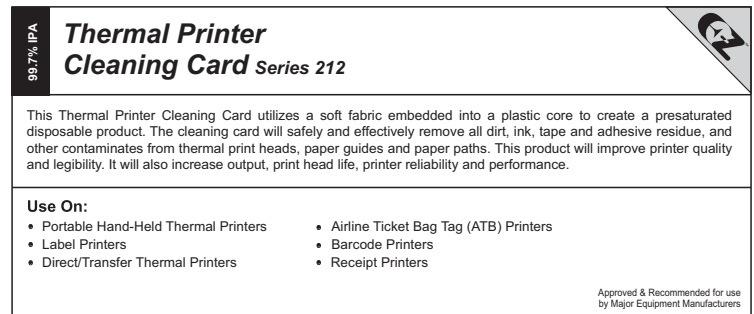 99.7% IPA
Thermal Printer
Cleaning Card Series 212
This Thermal Printer Cleaning Card utilizes a soft fabric embedded into a plastic core to create a presaturated
disposable product. The cleaning card will safely and effectively remove all dirt, ink, tape and adhesive residue, and
other contaminates from thermal print heads, paper guides and paper paths. This product will improve printer quality
and legibility. It will also increase output, print head life, printer reliability and performance.
Use On:
• Portable Hand-Held Thermal Printers
• Label Printers
• Direct/Transfer Thermal Printers
• Airline Ticket Bag Tag (ATB) Printers
• Barcode Printers
• Receipt Printers
Approved & Recommended for use
by Major Equipment Manufacturers